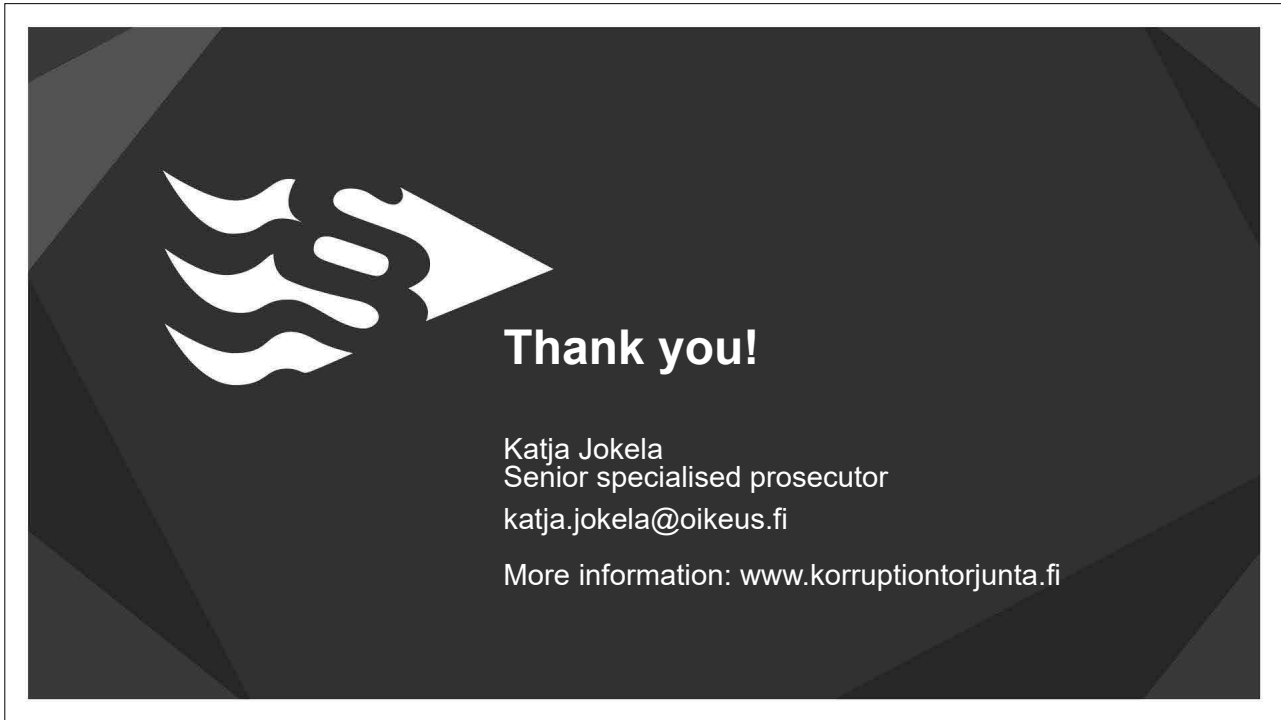 Thank you!
Katja Jokela
Senior specialised prosecutor
katja.jokela@oikeus.fi
More information: www.korruptiontorjunta.fi